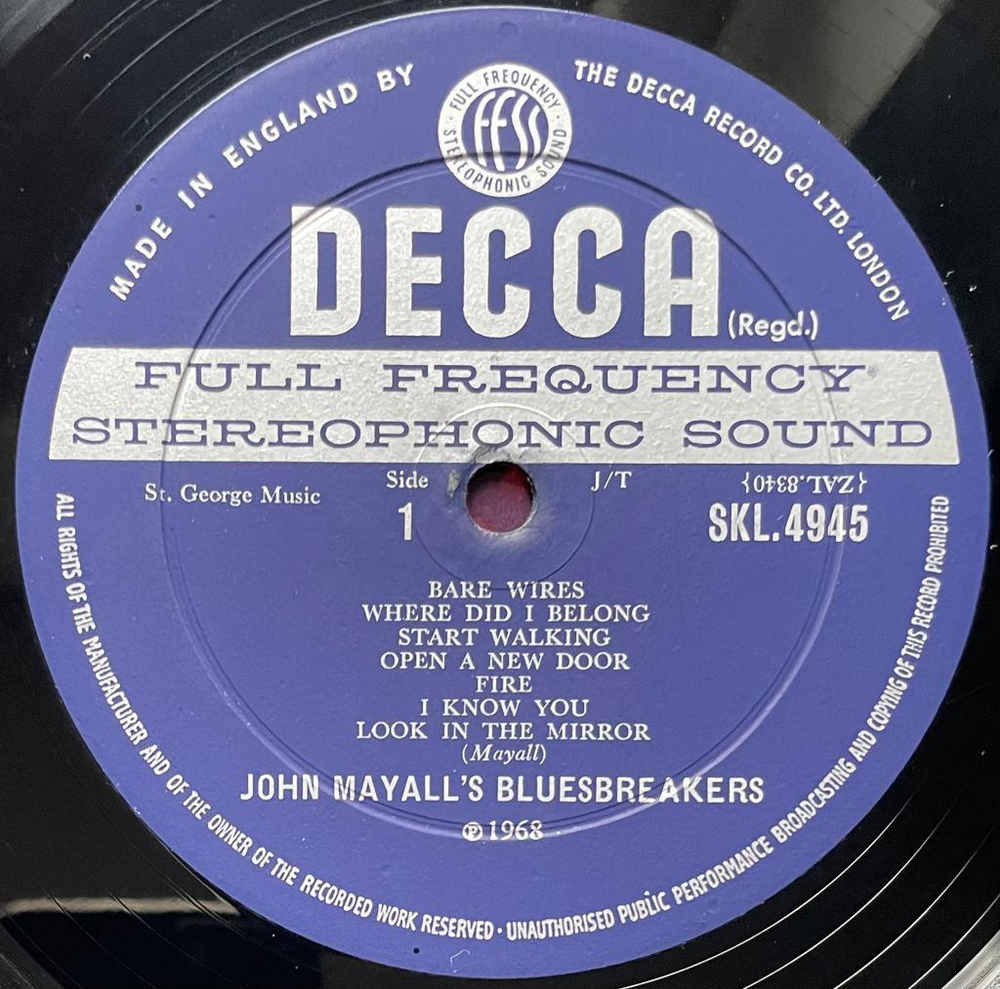 MADE IN ENGLAND BY
THE DECCA RECORD CO. LTD. LONDON
FULL FREQUENCY
FFSS
STEREOPHONIC SOUND
DECCA (Regd.)
FULL FREQUENCY
STEREOPHONIC SOUND
St. George Music
Side
1
J/T
{ZAL.8340}
SKL.4945
BARE WIRES
WHERE DID I BELONG
START WALKING
OPEN A NEW DOOR
FIRE
I KNOW YOU
LOOK IN THE MIRROR
(Mayall)
JOHN MAYALL'S BLUESBREAKERS
℗ 1968
ALL RIGHTS OF THE MANUFACTURER AND OF THE OWNER OF THE RECORDED WORK RESERVED · UNAUTHORISED PUBLIC PERFORMANCE BROADCASTING AND COPYING OF THIS RECORD PROHIBITED